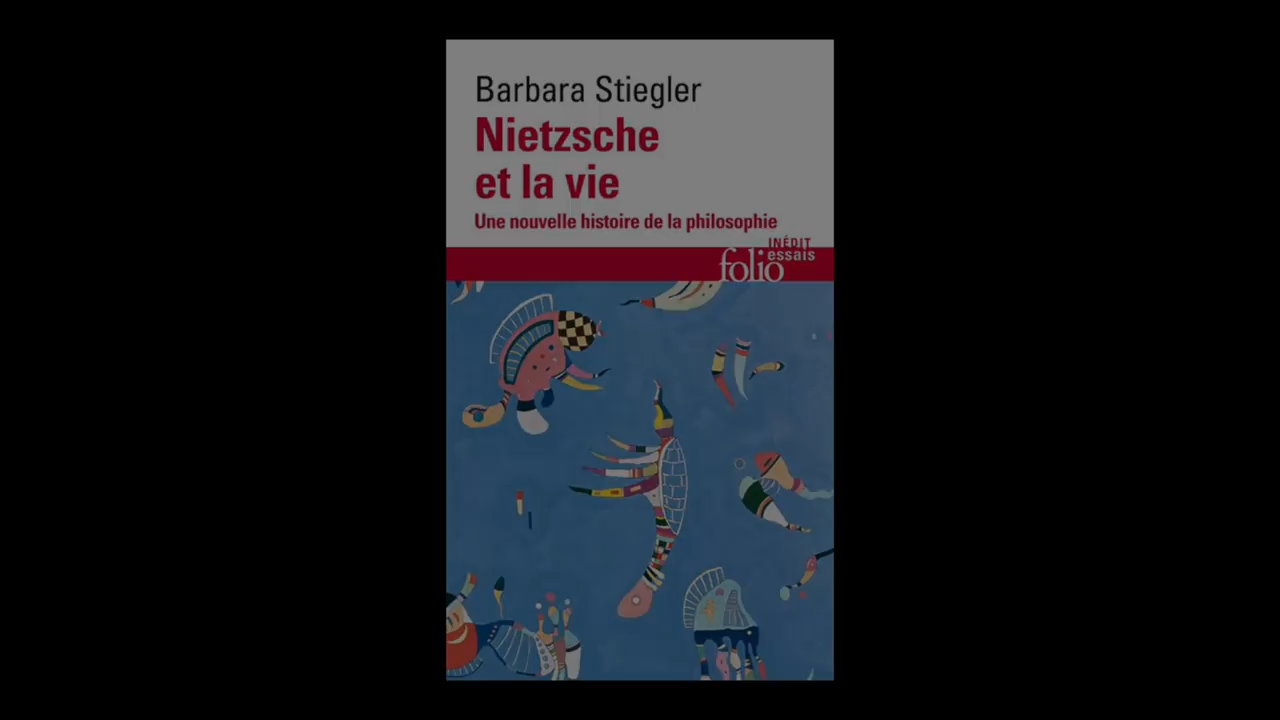 Barbara Stiegler
Nietzsche
et la vie
Une nouvelle histoire de la philosophie
INÉDIT
essais
folio